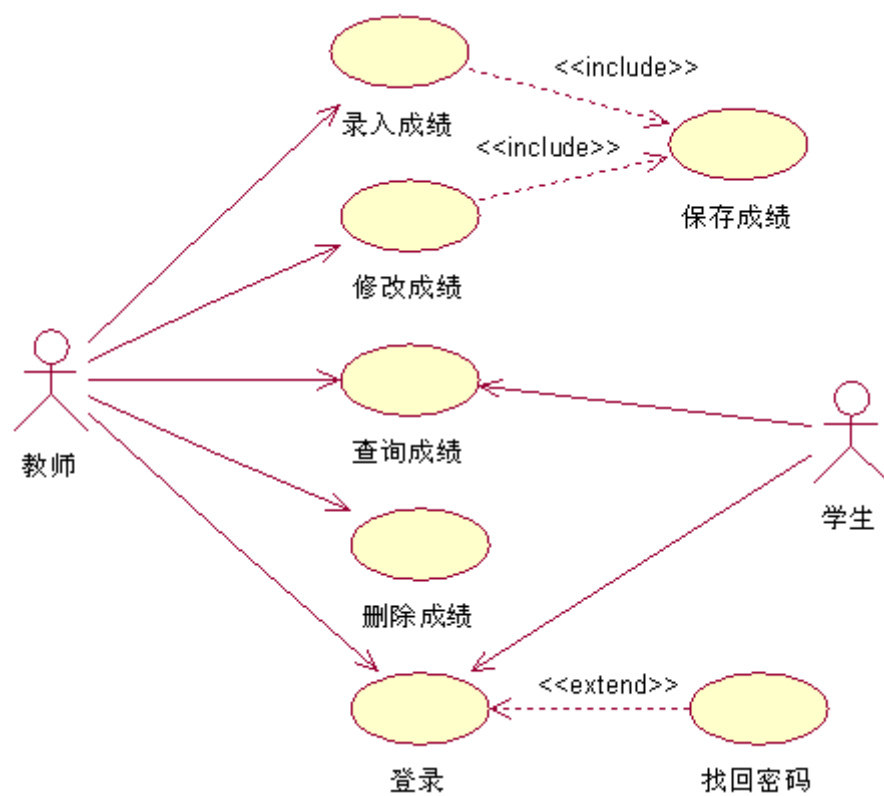 <<include>>
录入成绩
<<include>>
保存成绩
修改成绩
查询成绩
教师
学生
删除成绩
<<extend>>
登录
找回密码